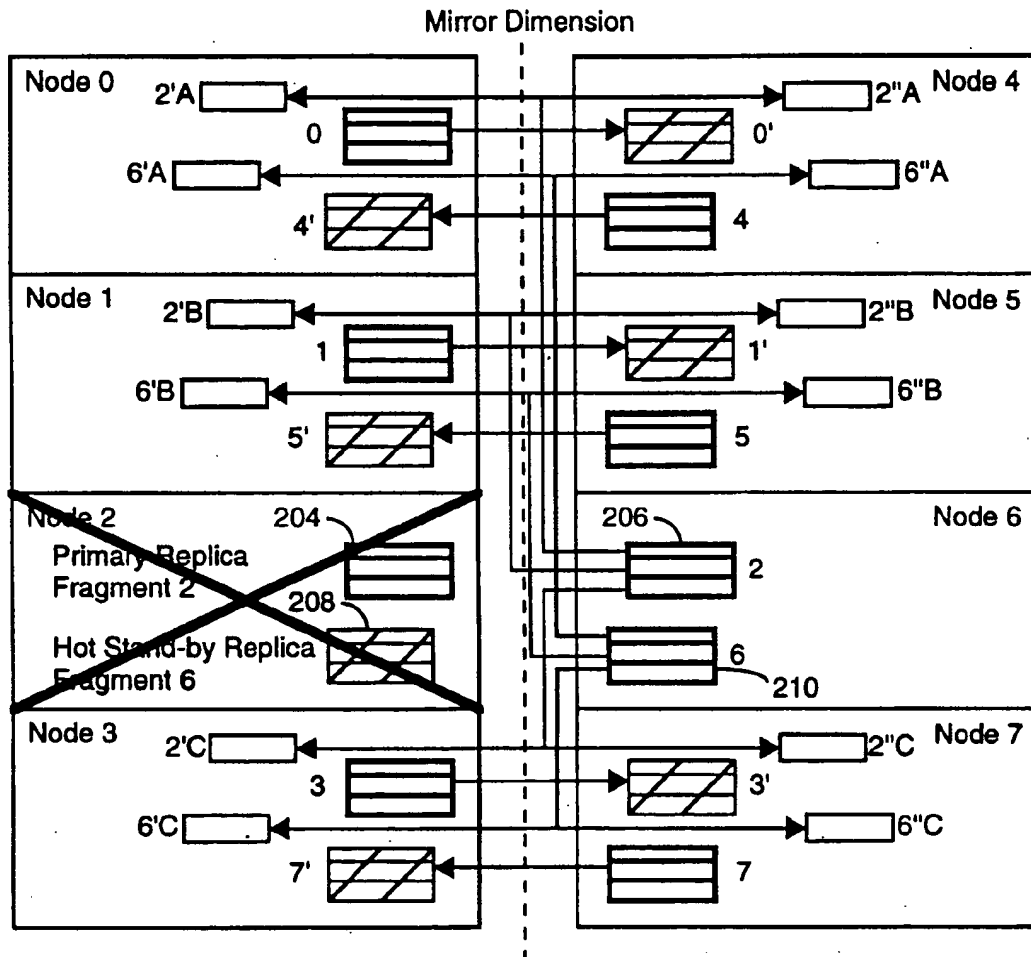 Mirror Dimension
Node 0
2'A
0
6'A
4'
2"A
Node 4
0'
6"A
4
Node 1
2'B
1
6'B
5'
2"B
Node 5
1'
6"B
5
Node 2
204
Primary Replica
Fragment 2
208
Hot Stand-by Replica
Fragment 6
206
Node 6
2
6
210
Node 3
2'C
3
6'C
7'
2"C
Node 7
3'
6"C
7